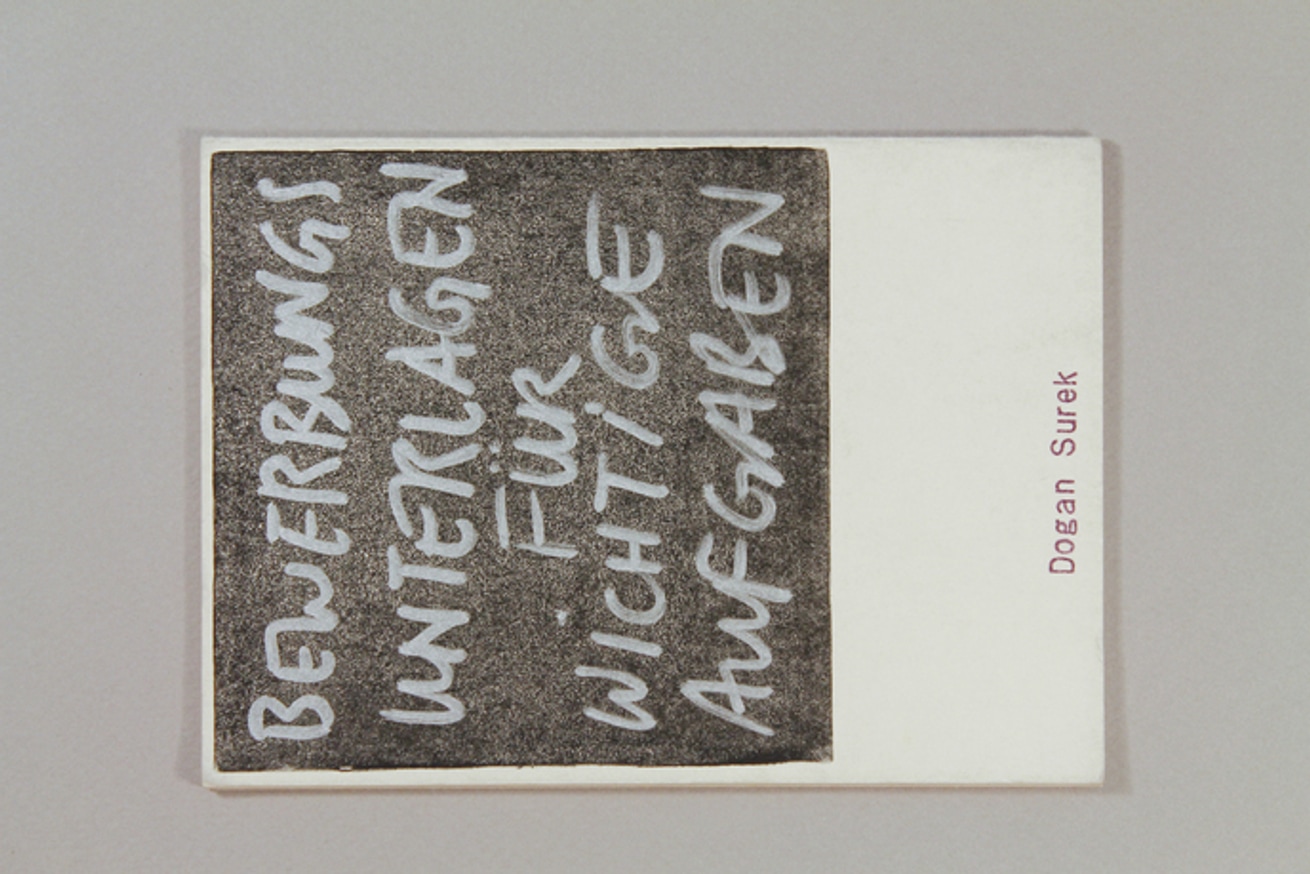 BEWERBUNGS
UNTERLAGEN
FÜR
WiCHTiGE
AUFGABEN
Dogan Surek